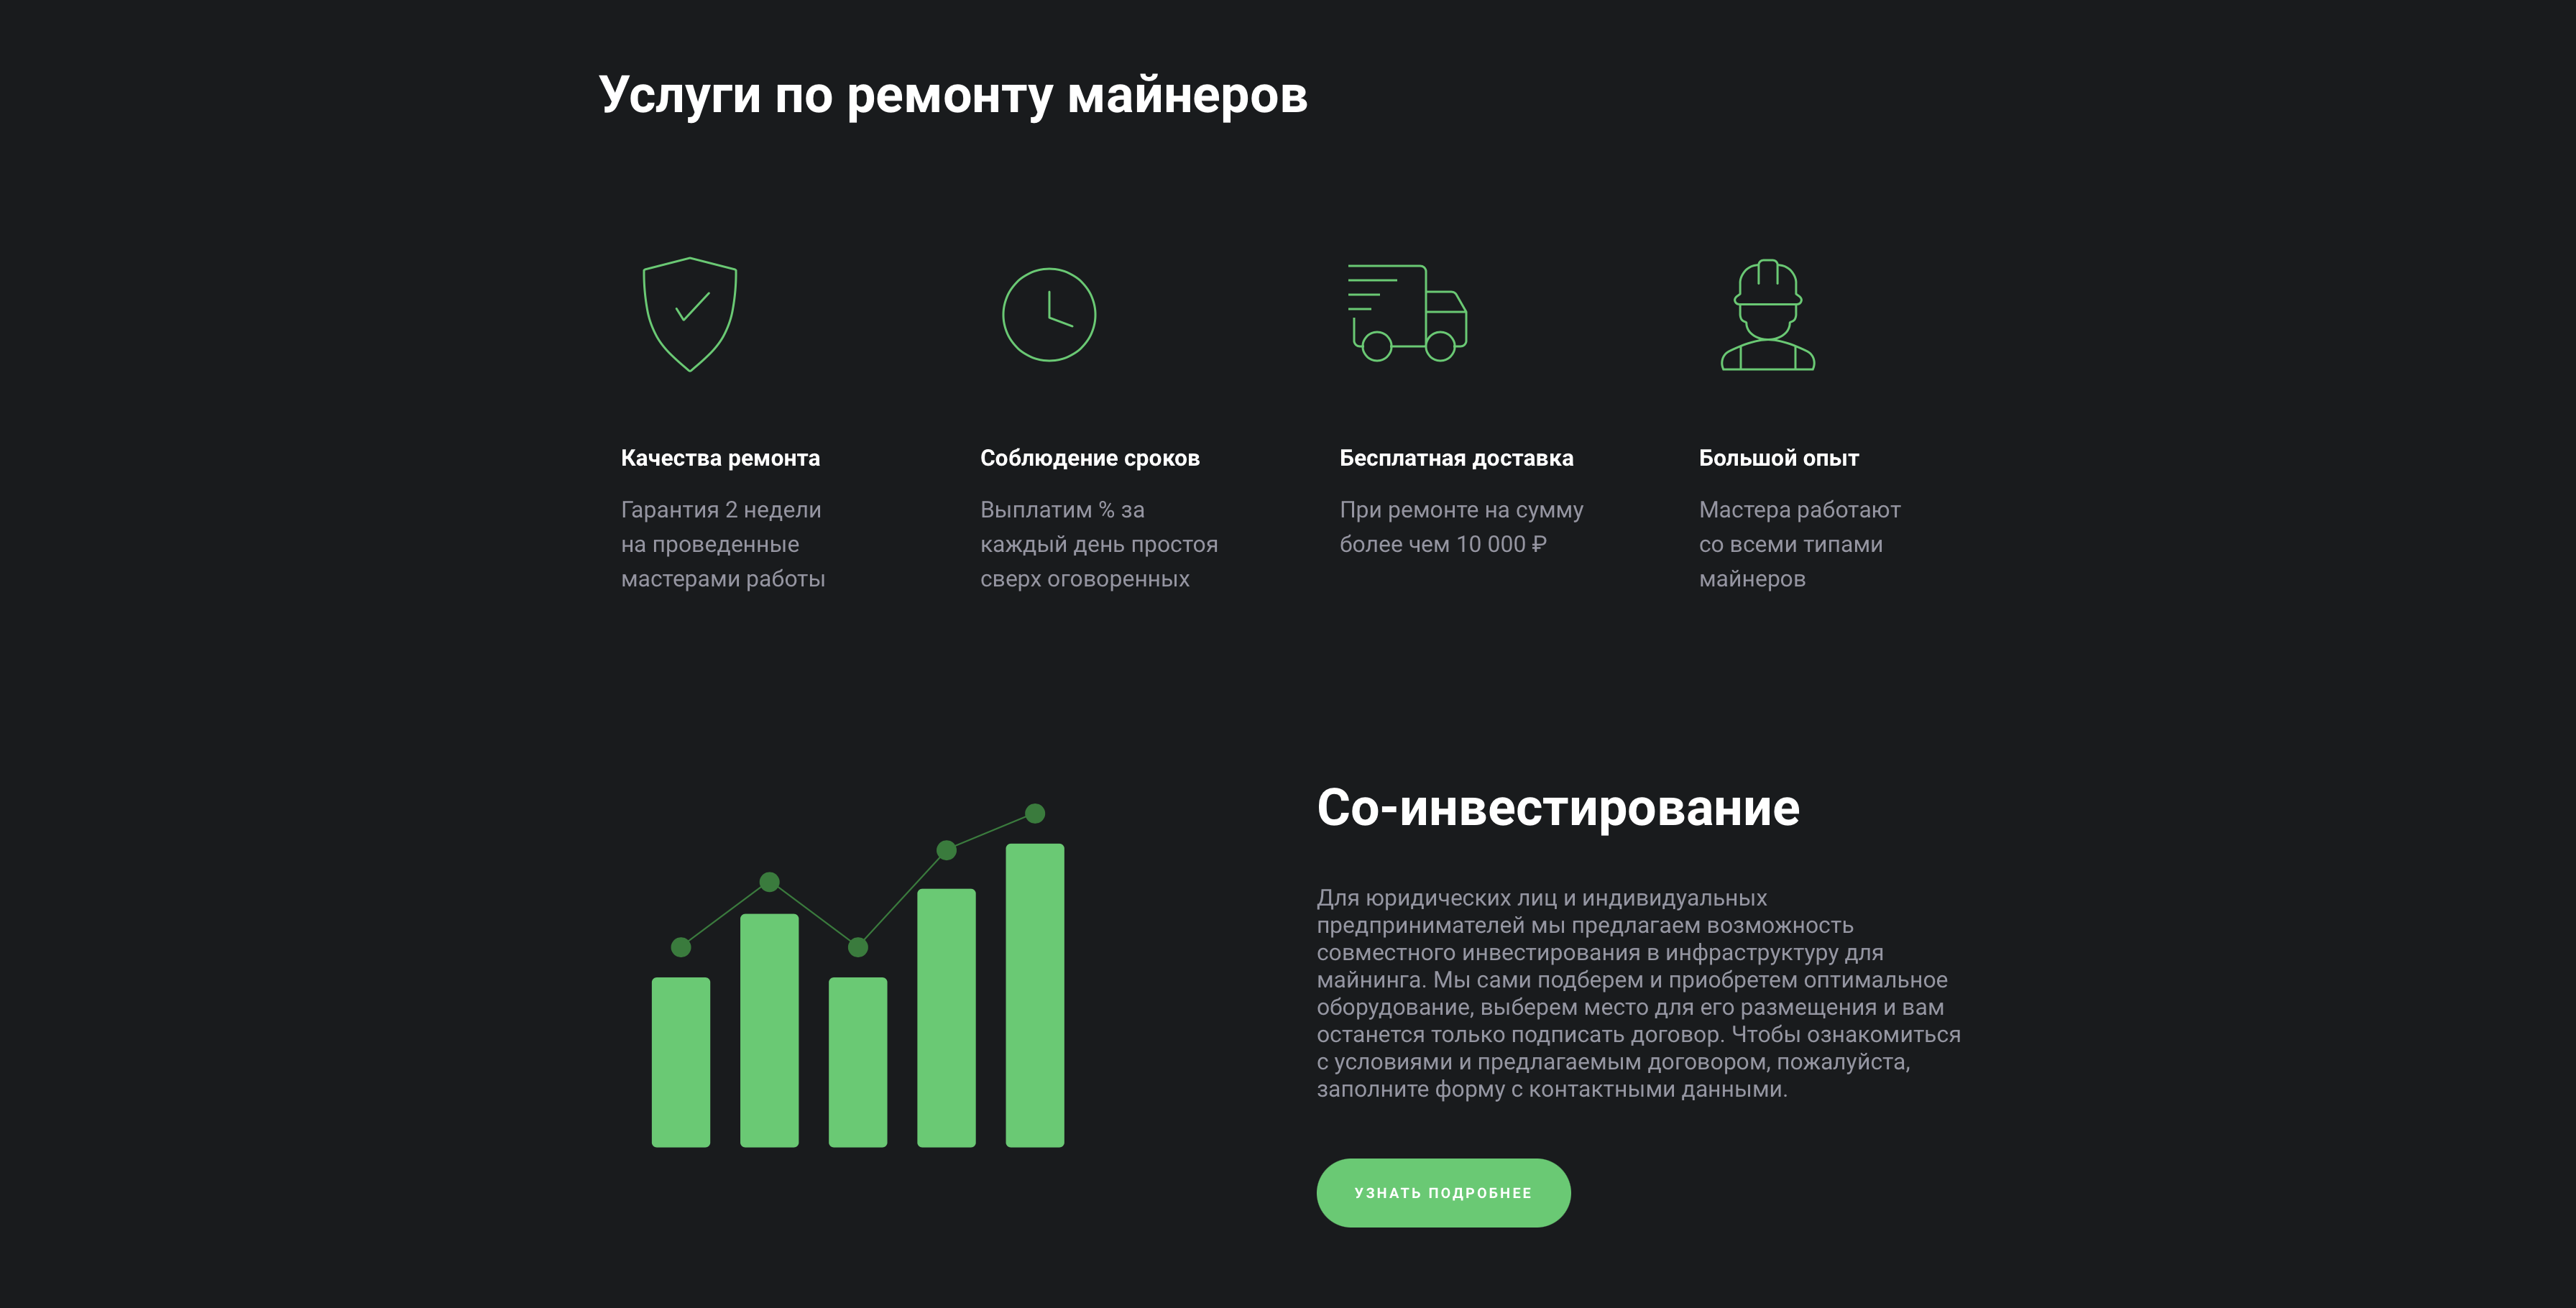 Услуги по ремонту майнеров
Качества ремонта
Гарантия 2 недели
на проведенные
мастерами работы
Соблюдение сроков
Выплатим % за
каждый день простоя
сверх оговоренных
Бесплатная доставка
При ремонте на сумму
более чем 10 000 ₽
Большой опыт
Мастера работают
со всеми типами
майнеров
Со-инвестирование
Для юридических лиц и индивидуальных
предпринимателей мы предлагаем возможность
совместного инвестирования в инфраструктуру для
майнинга. Мы сами подберем и приобретем оптимальное
оборудование, выберем место для его размещения и вам
останется только подписать договор. Чтобы ознакомиться
с условиями и предлагаемым договором, пожалуйста,
заполните форму с контактными данными.
УЗНАТЬ ПОДРОБНЕЕ